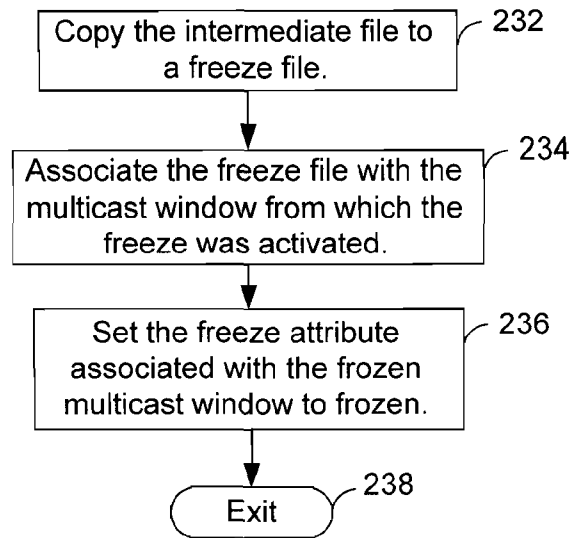 Copy the intermediate file to
a freeze file.
232
Associate the freeze file with the
multicast window from which the
freeze was activated.
234
Set the freeze attribute
associated with the frozen
multicast window to frozen.
236
Exit
238